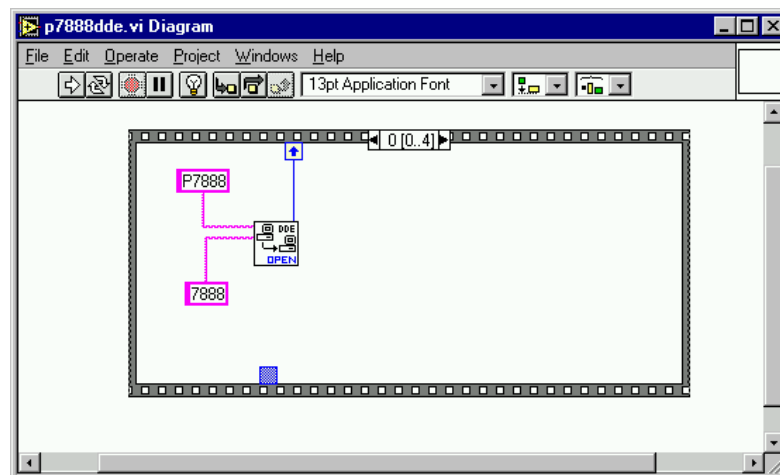 p7888dde.vi Diagram
File Edit Operate Project Windows Help
13pt Application Font
0 [0..4]
P7888
DDE
OPEN
7888